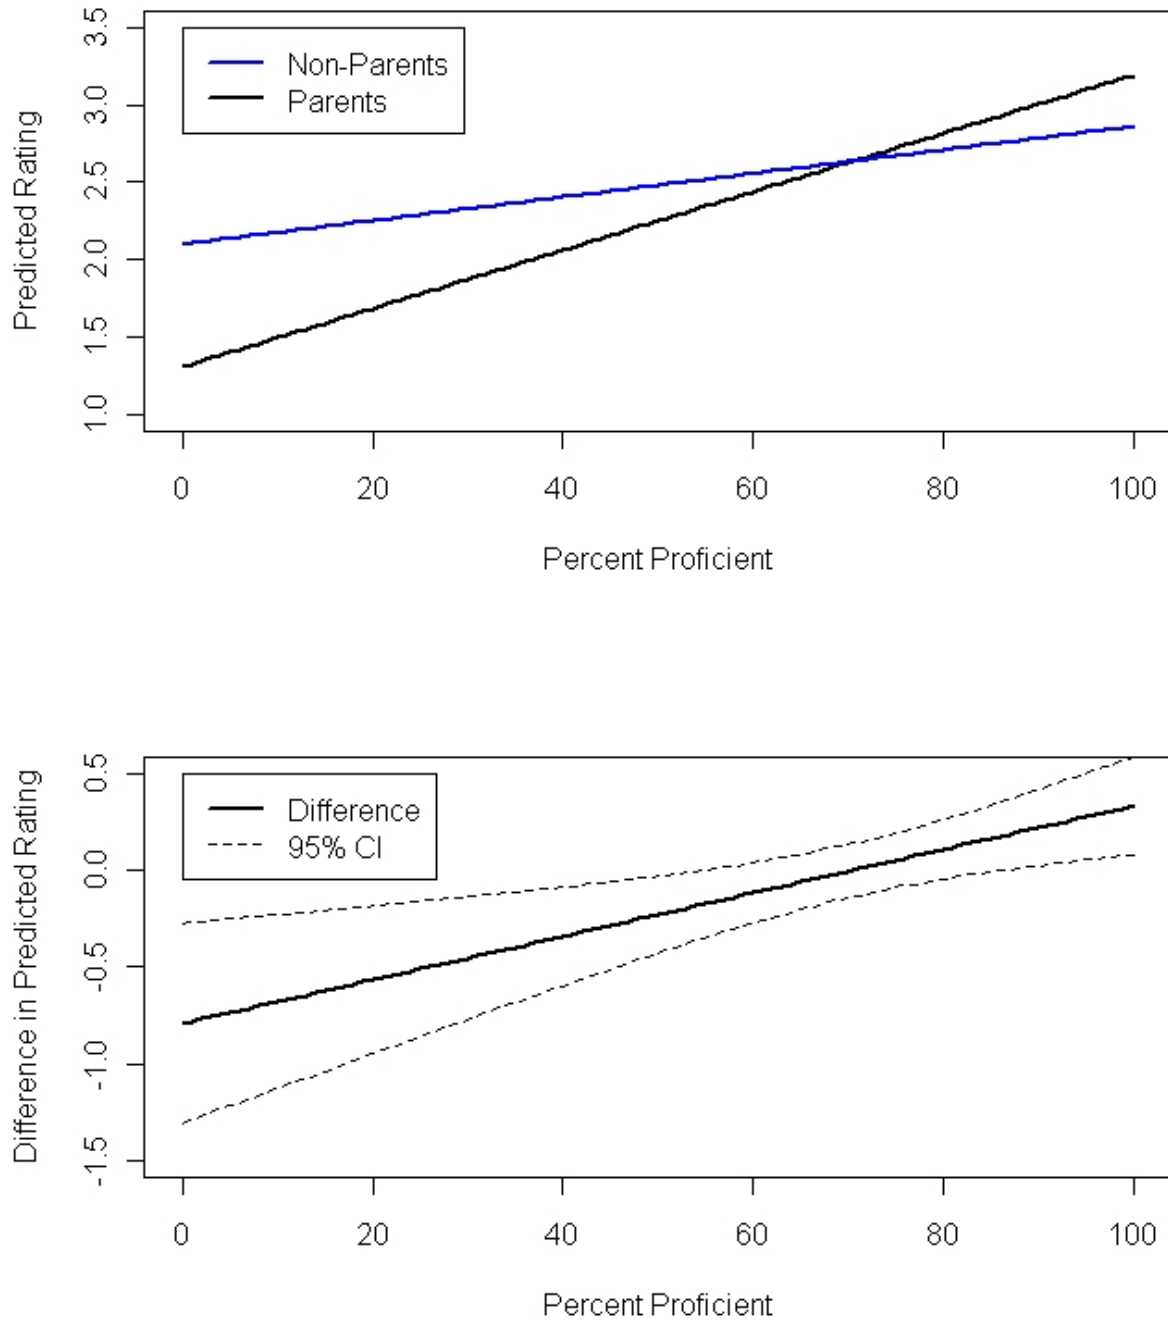 Predicted Rating
3.5
3.0
2.5
2.0
1.5
1.0
Non-Parents
Parents
0 20 40 60 80 100
Percent Proficient
Difference in Predicted Rating
0.5
0.0
-0.5
-1.0
-1.5
Difference
95% CI
0 20 40 60 80 100
Percent Proficient